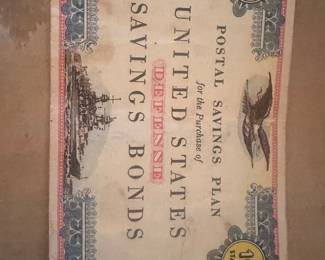 POSTAL SAVINGS PLAN
for the Purchase of
UNITED STATES
DEFENSE
SAVINGS BONDS